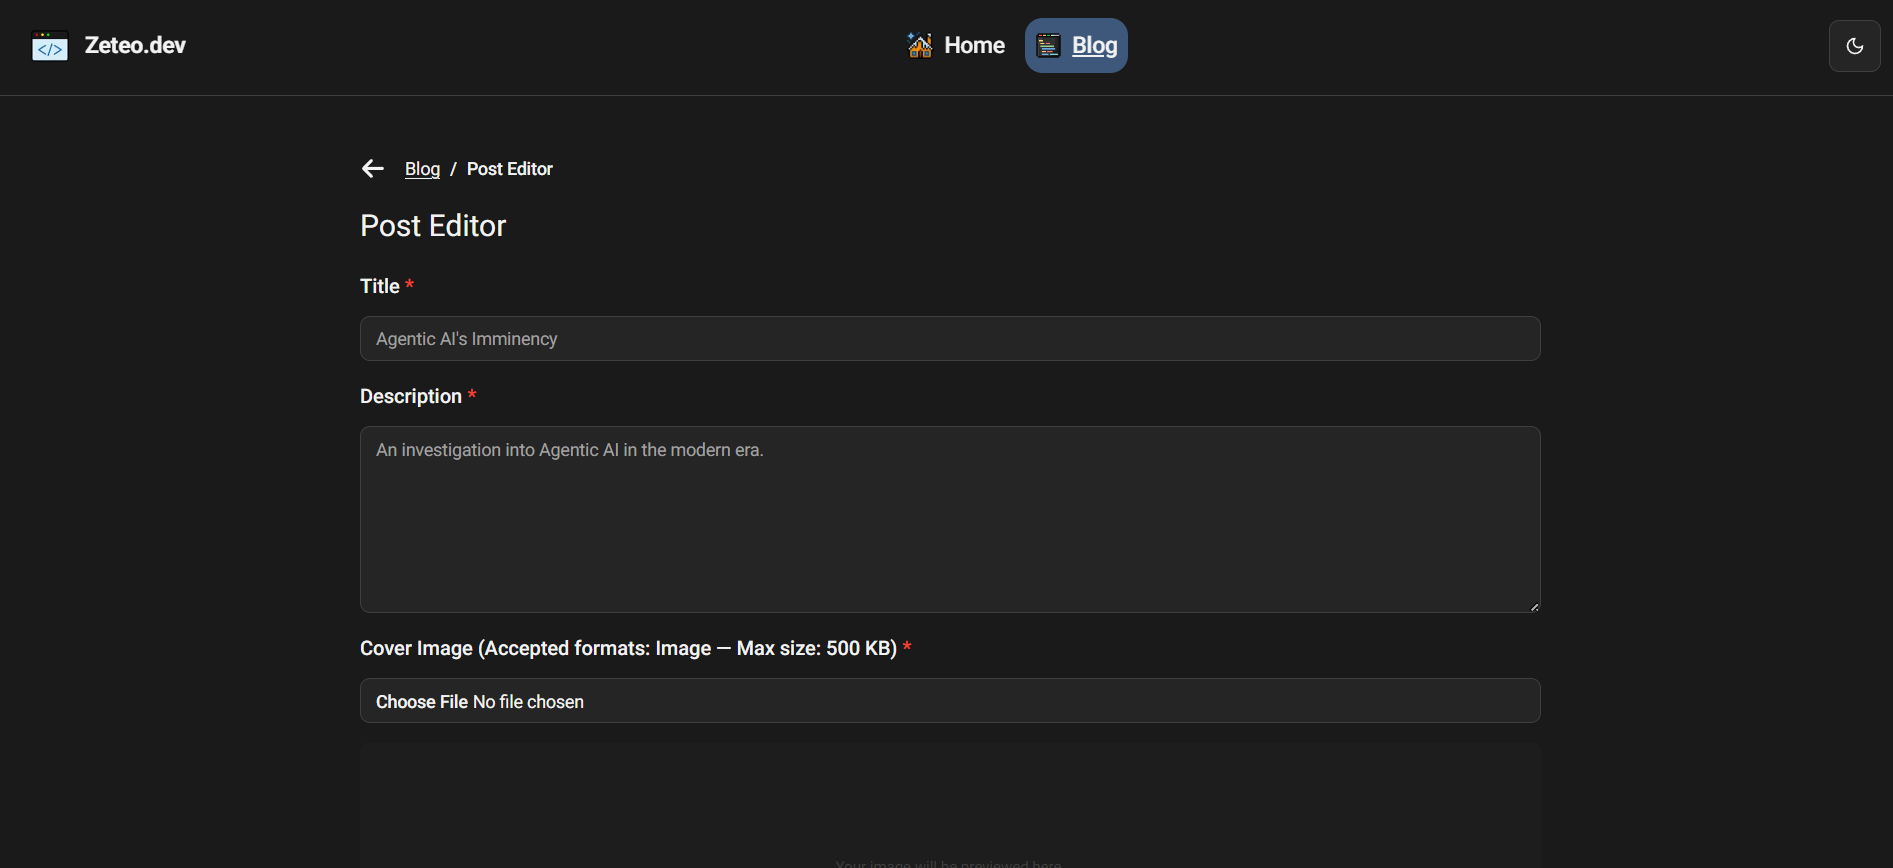 </> Zeteo.dev
Home
Blog
Blog / Post Editor
Post Editor
Title *
Agentic AI's Imminency
Description *
An investigation into Agentic AI in the modern era.
Cover Image (Accepted formats: Image — Max size: 500 KB) *
Choose File No file chosen
Your image will be previewed here